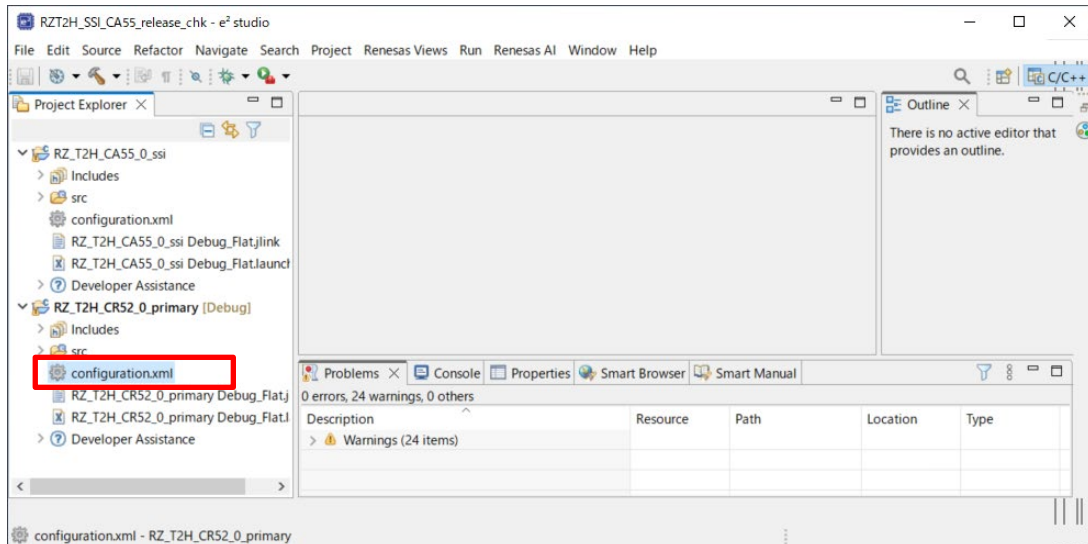 RZT2H_SSI_CA55_release_chk - e² studio
File Edit Source Refactor Navigate Search Project Renesas Views Run Renesas AI Window Help
C/C++
Project Explorer
RZ_T2H_CA55_0_ssi
Includes
src
configuration.xml
RZ_T2H_CA55_0_ssi Debug_Flat.jlink
RZ_T2H_CA55_0_ssi Debug_Flat.launch
Developer Assistance
RZ_T2H_CR52_0_primary [Debug]
Includes
src
configuration.xml
RZ_T2H_CR52_0_primary Debug_Flat.j
RZ_T2H_CR52_0_primary Debug_Flat.l
Developer Assistance
Outline
There is no active editor that
provides an outline.
Problems Console Properties Smart Browser Smart Manual
0 errors, 24 warnings, 0 others
Description Resource Path Location Type
Warnings (24 items)
configuration.xml - RZ_T2H_CR52_0_primary